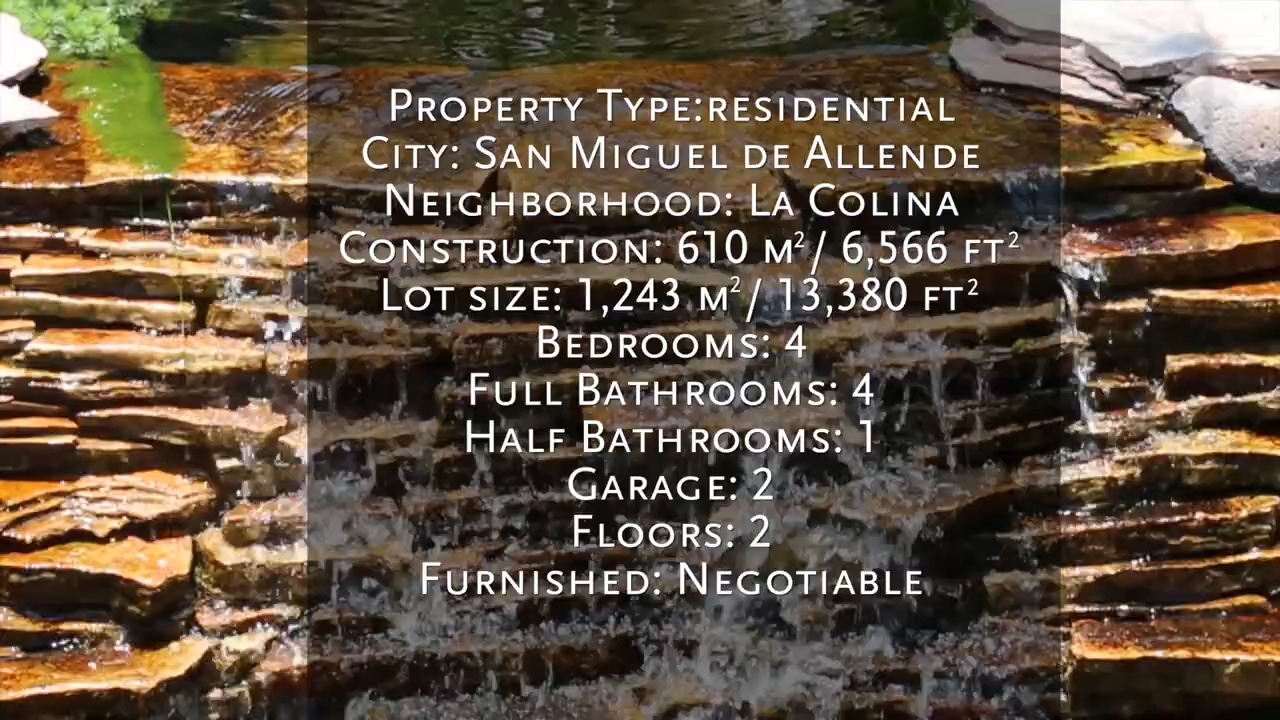 Property Type:residential
City: San Miguel de Allende
Neighborhood: La Colina
Construction: 610 m²/ 6,566 ft²
Lot size: 1,243 m²/ 13,380 ft²
Bedrooms: 4
Full Bathrooms: 4
Half Bathrooms: 1
Garage: 2
Floors: 2
Furnished: Negotiable